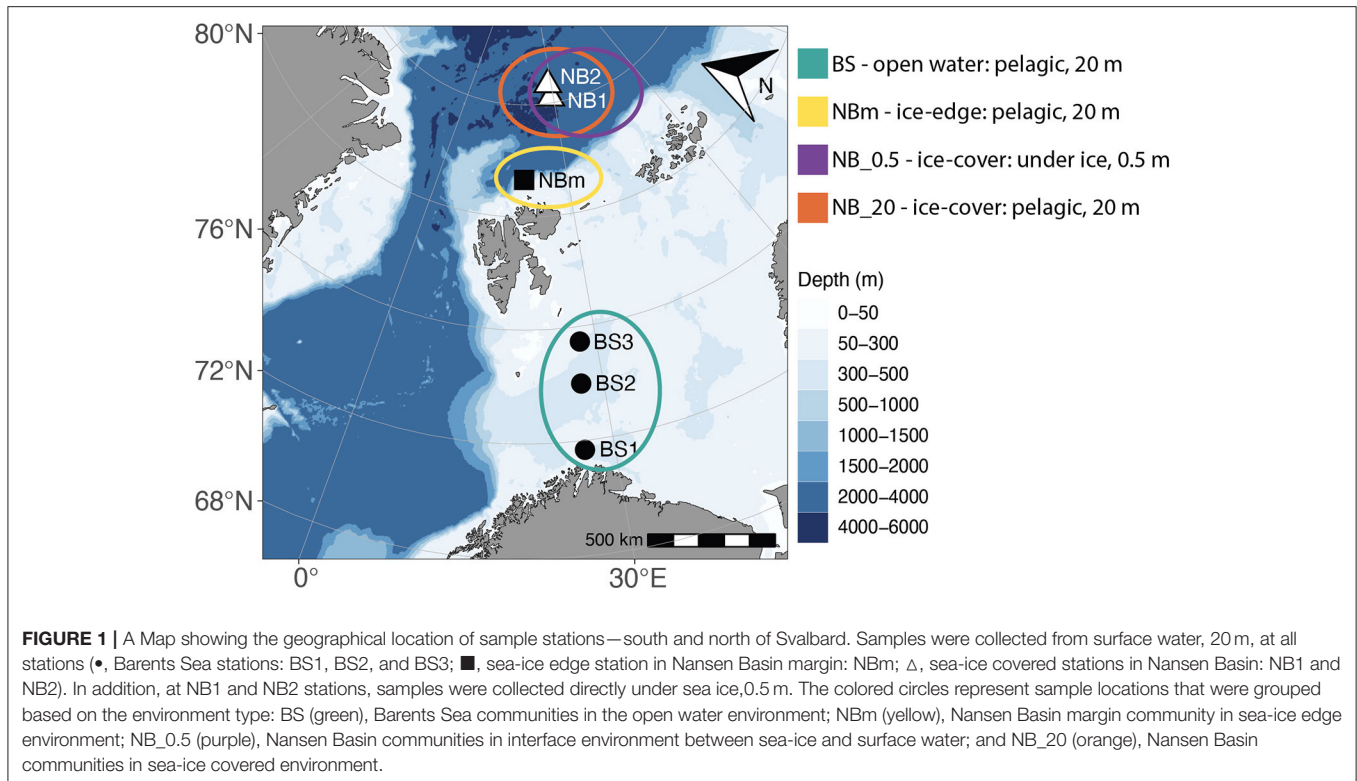 80°N
76°N
72°N
68°N
0°
30°E
NB2
NB1
NBm
BS3
BS2
BS1
500 km
N
BS - open water: pelagic, 20 m
NBm - ice-edge: pelagic, 20 m
NB_0.5 - ice-cover: under ice, 0.5 m
NB_20 - ice-cover: pelagic, 20 m
Depth (m)
0–50
50–300
300–500
500–1000
1000–1500
1500–2000
2000–4000
4000–6000
FIGURE 1 | A Map showing the geographical location of sample stations—south and north of Svalbard. Samples were collected from surface water, 20 m, at all
stations (•, Barents Sea stations: BS1, BS2, and BS3; ■, sea-ice edge station in Nansen Basin margin: NBm; △, sea-ice covered stations in Nansen Basin: NB1 and
NB2). In addition, at NB1 and NB2 stations, samples were collected directly under sea ice,0.5 m. The colored circles represent sample locations that were grouped
based on the environment type: BS (green), Barents Sea communities in the open water environment; NBm (yellow), Nansen Basin margin community in sea-ice edge
environment; NB_0.5 (purple), Nansen Basin communities in interface environment between sea-ice and surface water; and NB_20 (orange), Nansen Basin
communities in sea-ice covered environment.